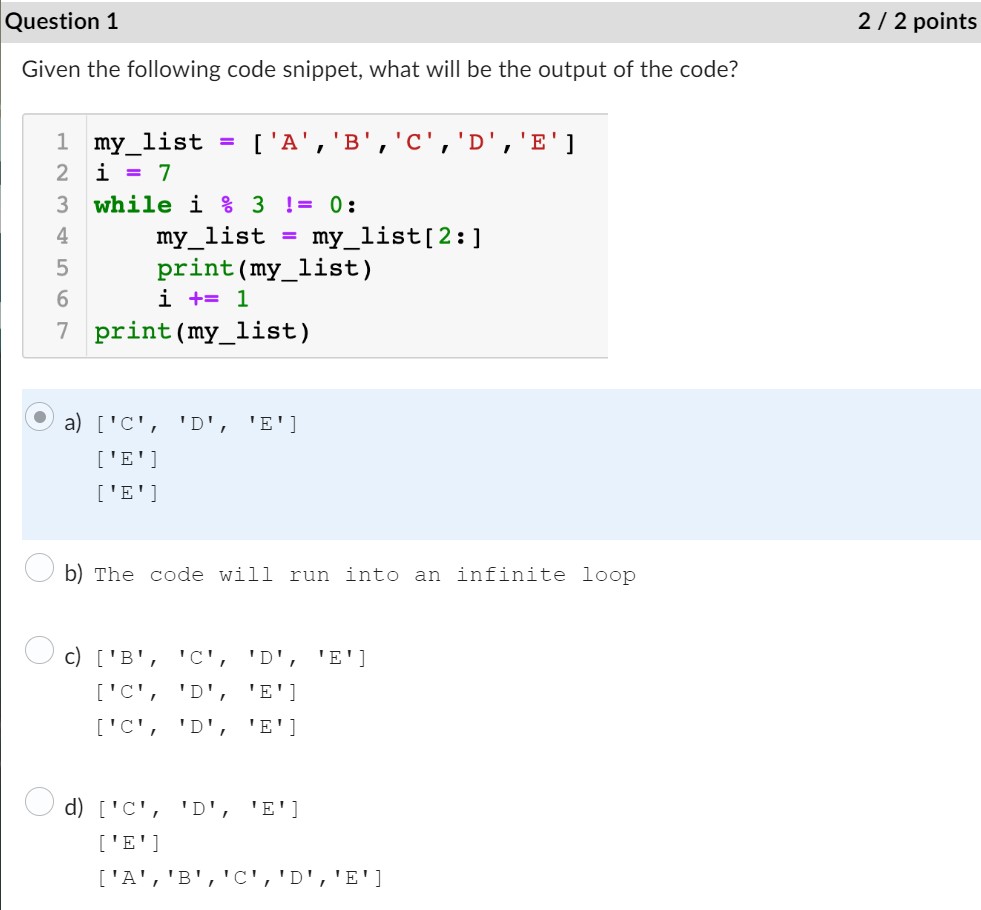 Question 1 2 / 2 points
Given the following code snippet, what will be the output of the code?
1 my_list = ['A','B','C','D','E']
2 i = 7
3 while i % 3 != 0:
4     my_list = my_list[2:]
5     print(my_list)
6     i += 1
7 print(my_list)
a) ['C', 'D', 'E']
['E']
['E']
b) The code will run into an infinite loop
c) ['B', 'C', 'D', 'E']
['C', 'D', 'E']
['C', 'D', 'E']
d) ['C', 'D', 'E']
['E']
['A','B','C','D','E']